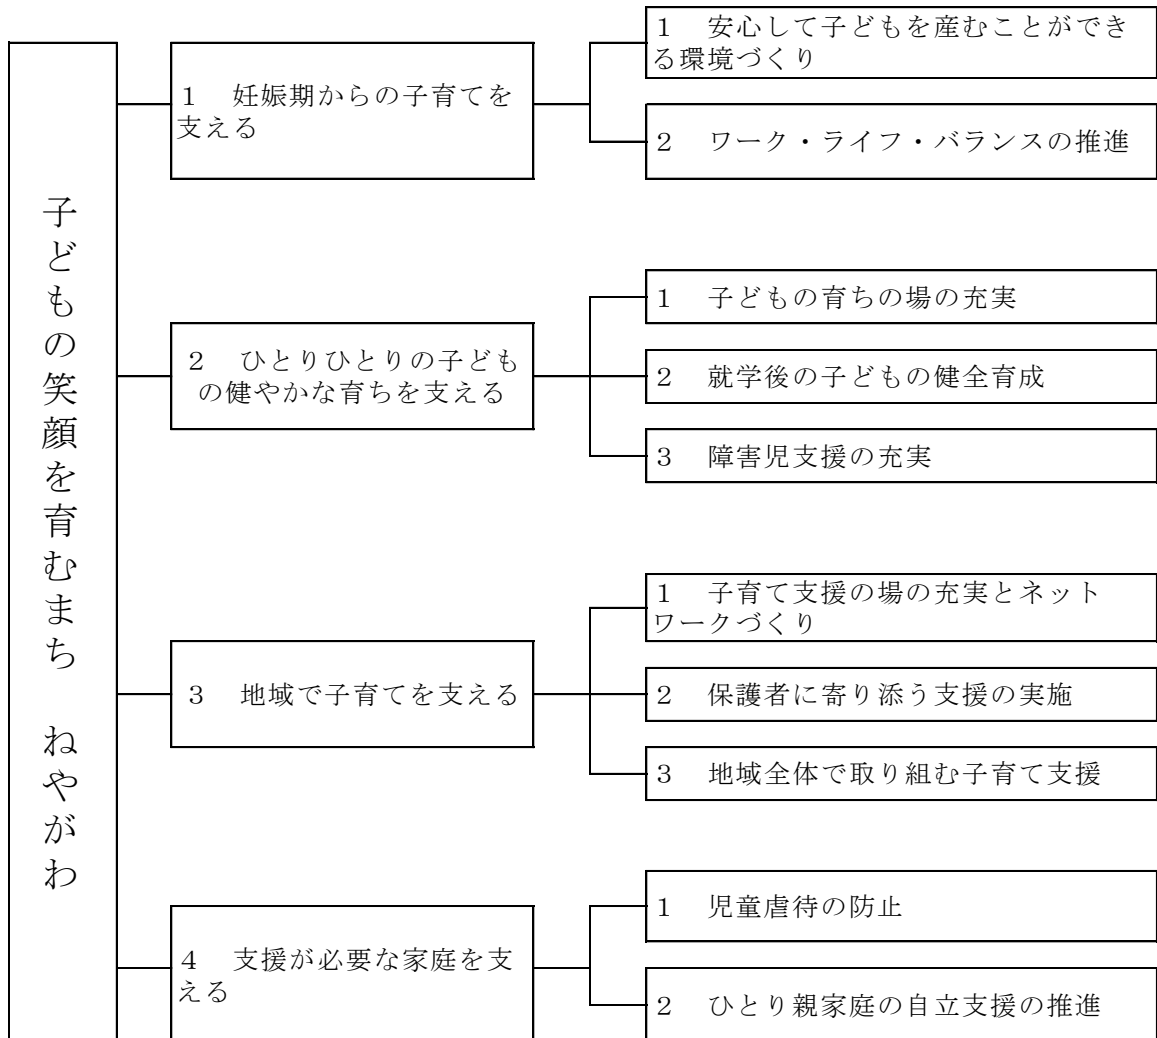 子どもの笑顔を育むまち　ねやがわ
１　妊娠期からの子育てを
支える
１　安心して子どもを産むことができ
る環境づくり
２　ワーク・ライフ・バランスの推進
２　ひとりひとりの子ども
の健やかな育ちを支える
１　子どもの育ちの場の充実
２　就学後の子どもの健全育成
３　障害児支援の充実
３　地域で子育てを支える
１　子育て支援の場の充実とネット
ワークづくり
２　保護者に寄り添う支援の実施
３　地域全体で取り組む子育て支援
４　支援が必要な家庭を支
える
１　児童虐待の防止
２　ひとり親家庭の自立支援の推進